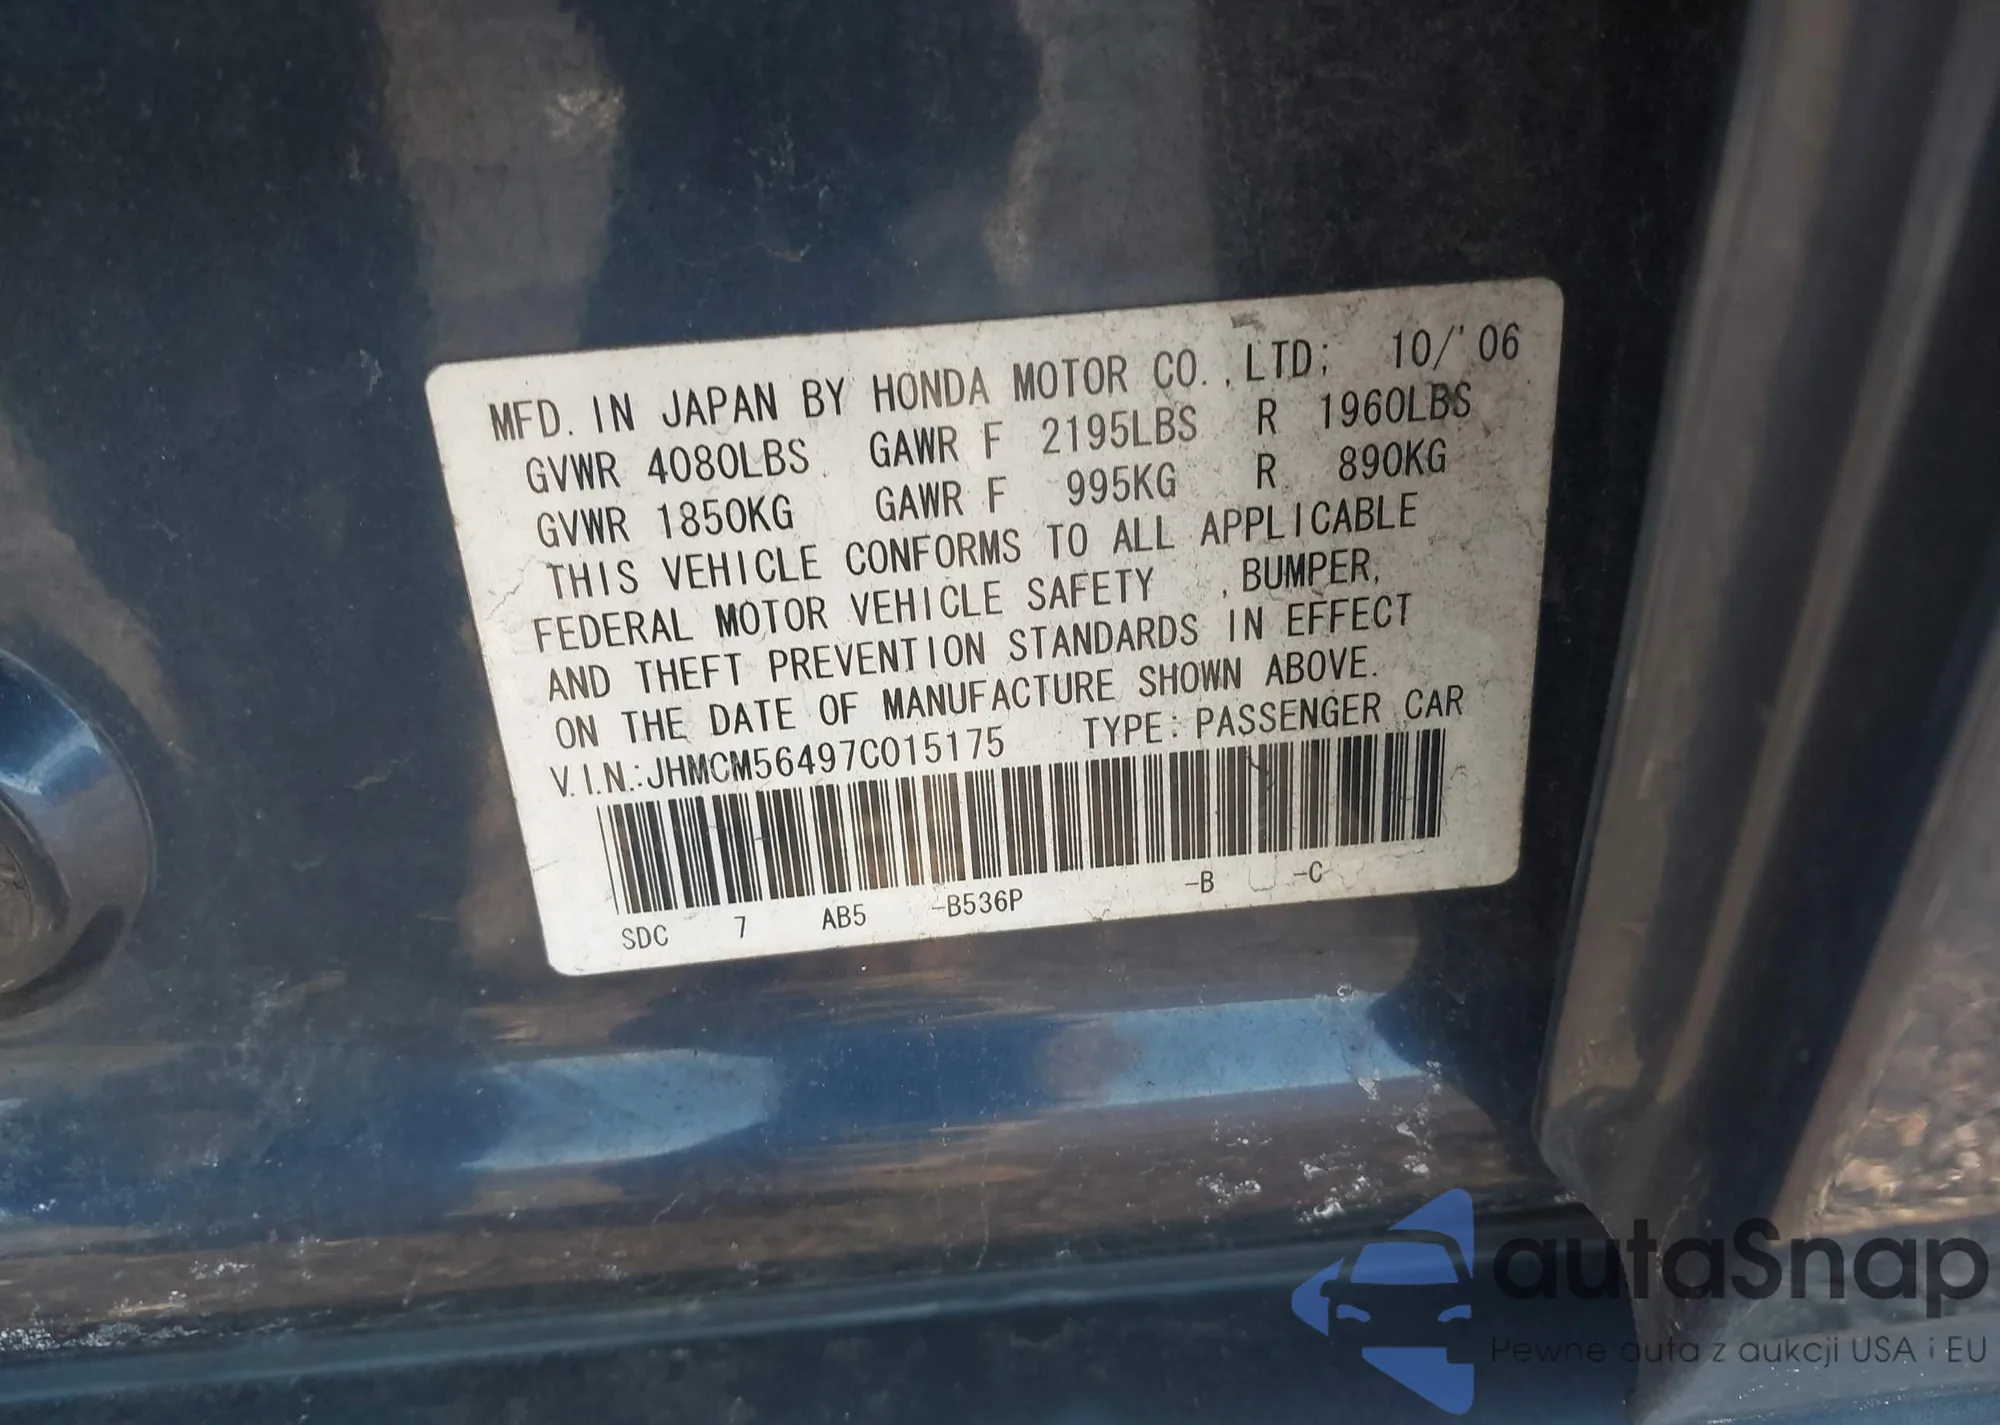 MFD. IN JAPAN BY HONDA MOTOR CO.,LTD; 10/'06
GVWR 4080LBS GAWR F 2195LBS R 1960LBS
GVWR 1850KG GAWR F 995KG R 890KG
THIS VEHICLE CONFORMS TO ALL APPLICABLE
FEDERAL MOTOR VEHICLE SAFETY , BUMPER,
AND THEFT PREVENTION STANDARDS IN EFFECT
ON THE DATE OF MANUFACTURE SHOWN ABOVE.
V.I.N.:JHMCM56497C015175 TYPE:PASSENGER CAR
SDC 7 AB5 -B536P -B -C
autaSnap
Pewne auta z aukcji USA i EU